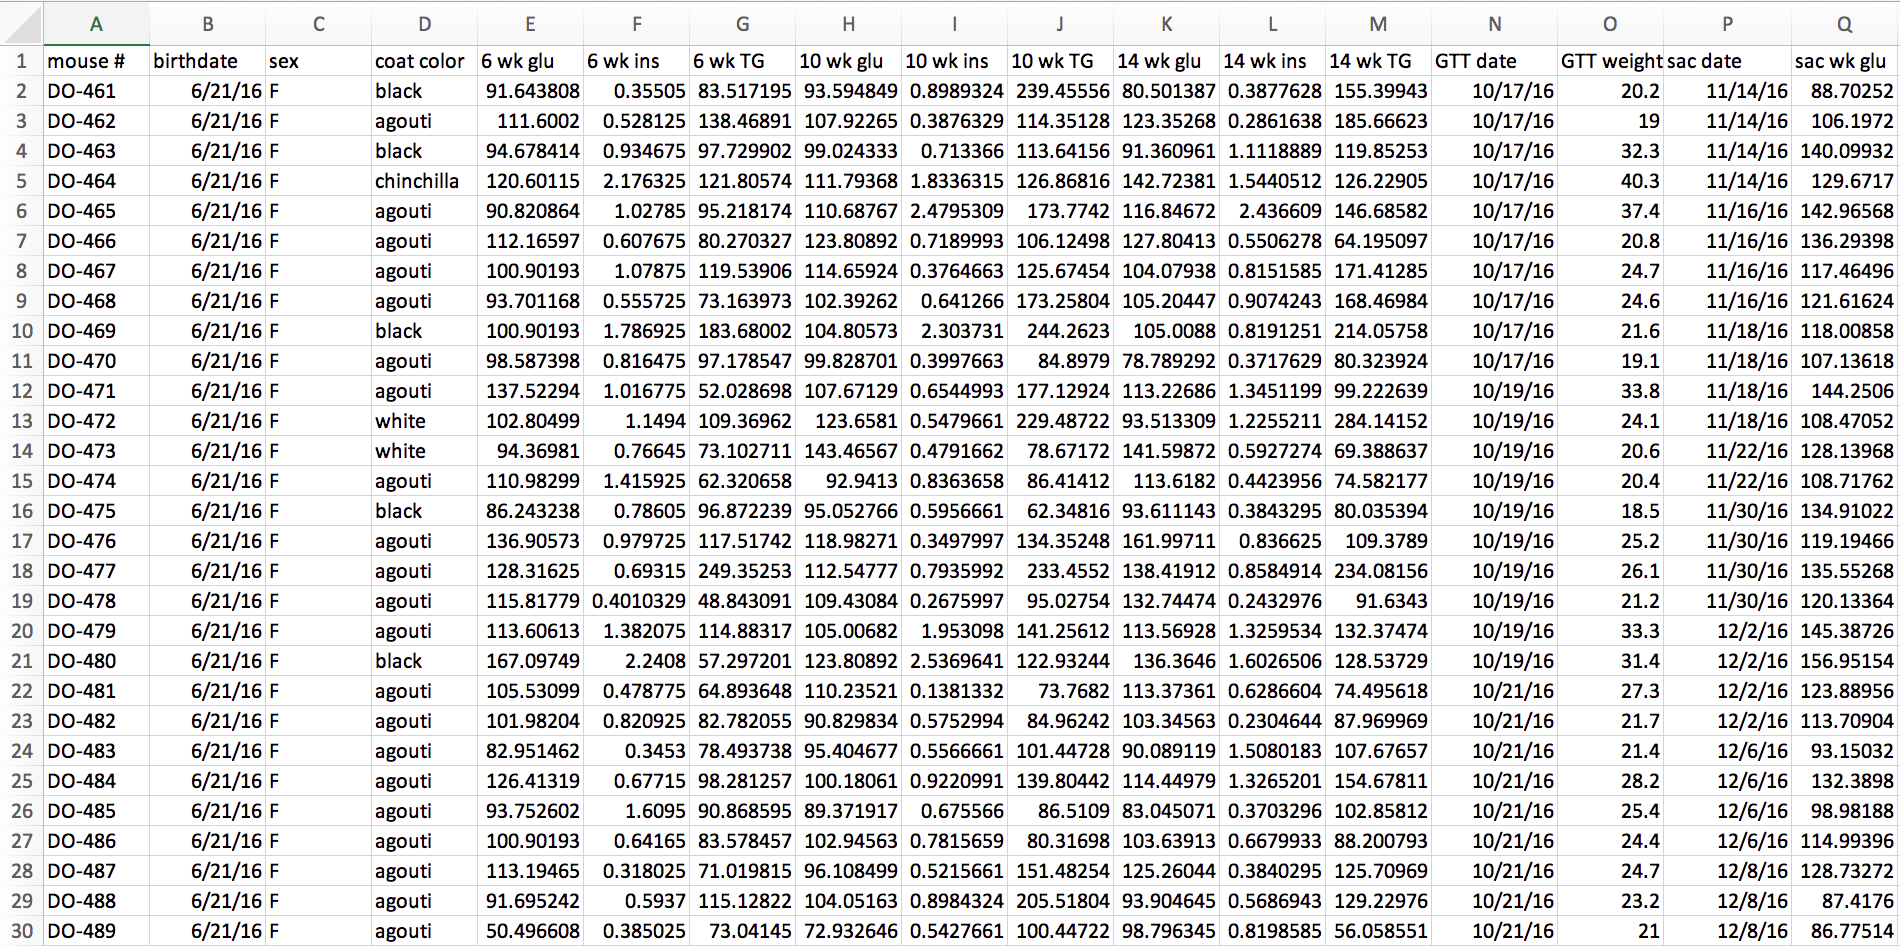 A B C D E F G H I J K L M N O P Q
1 mouse # birthdate sex coat color 6 wk glu 6 wk ins 6 wk TG 10 wk glu 10 wk ins 10 wk TG 14 wk glu 14 wk ins 14 wk TG GTT date GTT weight sac date sac wk glu
2 DO-461 6/21/16 F black 91.643808 0.35505 83.517195 93.594849 0.8989324 239.45556 80.501387 0.3877628 155.39943 10/17/16 20.2 11/14/16 88.70252
3 DO-462 6/21/16 F agouti 111.6002 0.528125 138.46891 107.92265 0.3876329 114.35128 123.35268 0.2861638 185.66623 10/17/16 19 11/14/16 106.1972
4 DO-463 6/21/16 F black 94.678414 0.934675 97.729902 99.024333 0.713366 113.64156 91.360961 1.1118889 119.85253 10/17/16 32.3 11/14/16 140.09932
5 DO-464 6/21/16 F chinchilla 120.60115 2.176325 121.80574 111.79368 1.8336315 126.86816 142.72381 1.5440512 126.22905 10/17/16 40.3 11/14/16 129.6717
6 DO-465 6/21/16 F agouti 90.820864 1.02785 95.218174 110.68767 2.4795309 173.7742 116.84672 2.436609 146.68582 10/17/16 37.4 11/16/16 142.96568
7 DO-466 6/21/16 F agouti 112.16597 0.607675 80.270327 123.80892 0.7189993 106.12498 127.80413 0.5506278 64.195097 10/17/16 20.8 11/16/16 136.29398
8 DO-467 6/21/16 F agouti 100.90193 1.07875 119.53906 114.65924 0.3764663 125.67454 104.07938 0.8151585 171.41285 10/17/16 24.7 11/16/16 117.46496
9 DO-468 6/21/16 F agouti 93.701168 0.555725 73.163973 102.39262 0.641266 173.25804 105.20447 0.9074243 168.46984 10/17/16 24.6 11/16/16 121.61624
10 DO-469 6/21/16 F black 100.90193 1.786925 183.68002 104.80573 2.303731 244.2623 105.0088 0.8191251 214.05758 10/17/16 21.6 11/18/16 118.00858
11 DO-470 6/21/16 F agouti 98.587398 0.816475 97.178547 99.828701 0.3997663 84.8979 78.789292 0.3717629 80.323924 10/17/16 19.1 11/18/16 107.13618
12 DO-471 6/21/16 F agouti 137.52294 1.016775 52.028698 107.67129 0.6544993 177.12924 113.22686 1.3451199 99.222639 10/19/16 33.8 11/18/16 144.2506
13 DO-472 6/21/16 F white 102.80499 1.1494 109.36962 123.6581 0.5479661 229.48722 93.513309 1.2255211 284.14152 10/19/16 24.1 11/18/16 108.47052
14 DO-473 6/21/16 F white 94.36981 0.76645 73.102711 143.46567 0.4791662 78.67172 141.59872 0.5927274 69.388637 10/19/16 20.6 11/22/16 128.13968
15 DO-474 6/21/16 F agouti 110.98299 1.415925 62.320658 92.9413 0.8363658 86.41412 113.6182 0.4423956 74.582177 10/19/16 20.4 11/22/16 108.71762
16 DO-475 6/21/16 F black 86.243238 0.78605 96.872239 95.052766 0.5956661 62.34816 93.611143 0.3843295 80.035394 10/19/16 18.5 11/30/16 134.91022
17 DO-476 6/21/16 F agouti 136.90573 0.979725 117.51742 118.98271 0.3497997 134.35248 161.99711 0.836625 109.3789 10/19/16 25.2 11/30/16 119.19466
18 DO-477 6/21/16 F agouti 128.31625 0.69315 249.35253 112.54777 0.7935992 233.4552 138.41912 0.8584914 234.08156 10/19/16 26.1 11/30/16 135.55268
19 DO-478 6/21/16 F agouti 115.81779 0.4010329 48.843091 109.43084 0.2675997 95.02754 132.74474 0.2432976 91.6343 10/19/16 21.2 11/30/16 120.13364
20 DO-479 6/21/16 F agouti 113.60613 1.382075 114.88317 105.00682 1.953098 141.25612 113.56928 1.3259534 132.37474 10/19/16 33.3 12/2/16 145.38726
21 DO-480 6/21/16 F black 167.09749 2.2408 57.297201 123.80892 2.5369641 122.93244 136.3646 1.6026506 128.53729 10/19/16 31.4 12/2/16 156.95154
22 DO-481 6/21/16 F agouti 105.53099 0.478775 64.893648 110.23521 0.1381332 73.7682 113.37361 0.6286604 74.495618 10/21/16 27.3 12/2/16 123.88956
23 DO-482 6/21/16 F agouti 101.98204 0.820925 82.782055 90.829834 0.5752994 84.96242 103.34563 0.2304644 87.969969 10/21/16 21.7 12/2/16 113.70904
24 DO-483 6/21/16 F agouti 82.951462 0.3453 78.493738 95.404677 0.5566661 101.44728 90.089119 1.5080183 107.67657 10/21/16 21.4 12/6/16 93.15032
25 DO-484 6/21/16 F agouti 126.41319 0.67715 98.281257 100.18061 0.9220991 139.80442 114.44979 1.3265201 154.67811 10/21/16 28.2 12/6/16 132.3898
26 DO-485 6/21/16 F agouti 93.752602 1.6095 90.868595 89.371917 0.675566 86.5109 83.045071 0.3703296 102.85812 10/21/16 25.4 12/6/16 98.98188
27 DO-486 6/21/16 F agouti 100.90193 0.64165 83.578457 102.94563 0.7815659 80.31698 103.63913 0.6679933 88.200793 10/21/16 24.4 12/6/16 114.99396
28 DO-487 6/21/16 F agouti 113.19465 0.318025 71.019815 96.108499 0.5215661 151.48254 125.26044 0.3840295 125.70969 10/21/16 24.7 12/8/16 128.73272
29 DO-488 6/21/16 F agouti 91.695242 0.5937 115.12822 104.05163 0.8984324 205.51804 93.904645 0.5686943 129.22976 10/21/16 23.2 12/8/16 87.4176
30 DO-489 6/21/16 F agouti 50.496608 0.385025 73.04145 72.932646 0.5427661 100.44722 98.796345 0.8198585 56.058551 10/21/16 21 12/8/16 86.77514